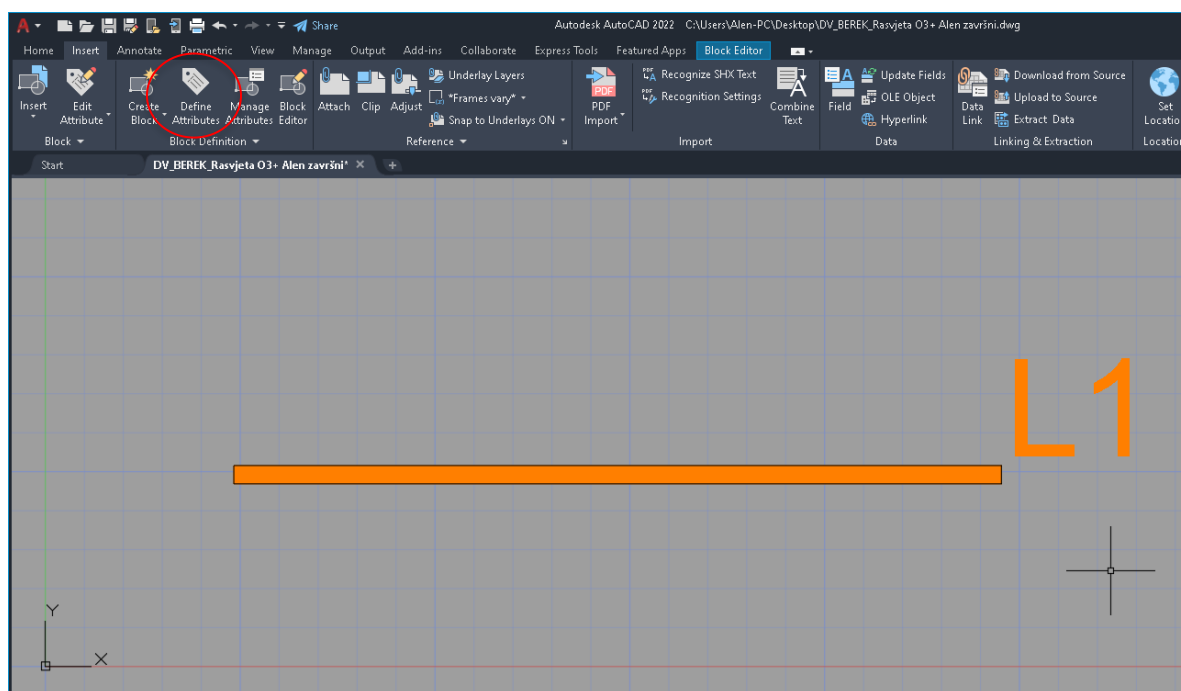 A Share Autodesk AutoCAD 2022 C:\Users\Alen-PC\Desktop\DV_BEREK_Rasvjeta O3+ Alen završni.dwg
Home Insert Annotate Parametric View Manage Output Add-ins Collaborate Express Tools Featured Apps Block Editor
Insert
Edit Attribute
Create Block
Define Attributes
Manage Attributes
Block Editor
Block
Block Definition
Attach Clip Adjust
Underlay Layers
*Frames vary*
Snap to Underlays ON
Reference
PDF
PDF Import
PDF A Recognize SHX Text
PDF Recognition Settings
A
Combine Text
Import
A
Field
Update Fields
OLE Object
Hyperlink
Data
Data Link
Download from Source
Upload to Source
Extract Data
Linking & Extraction
Set Locatio
Location
Start DV_BEREK_Rasvjeta O3+ Alen završni*
L1
Y
X